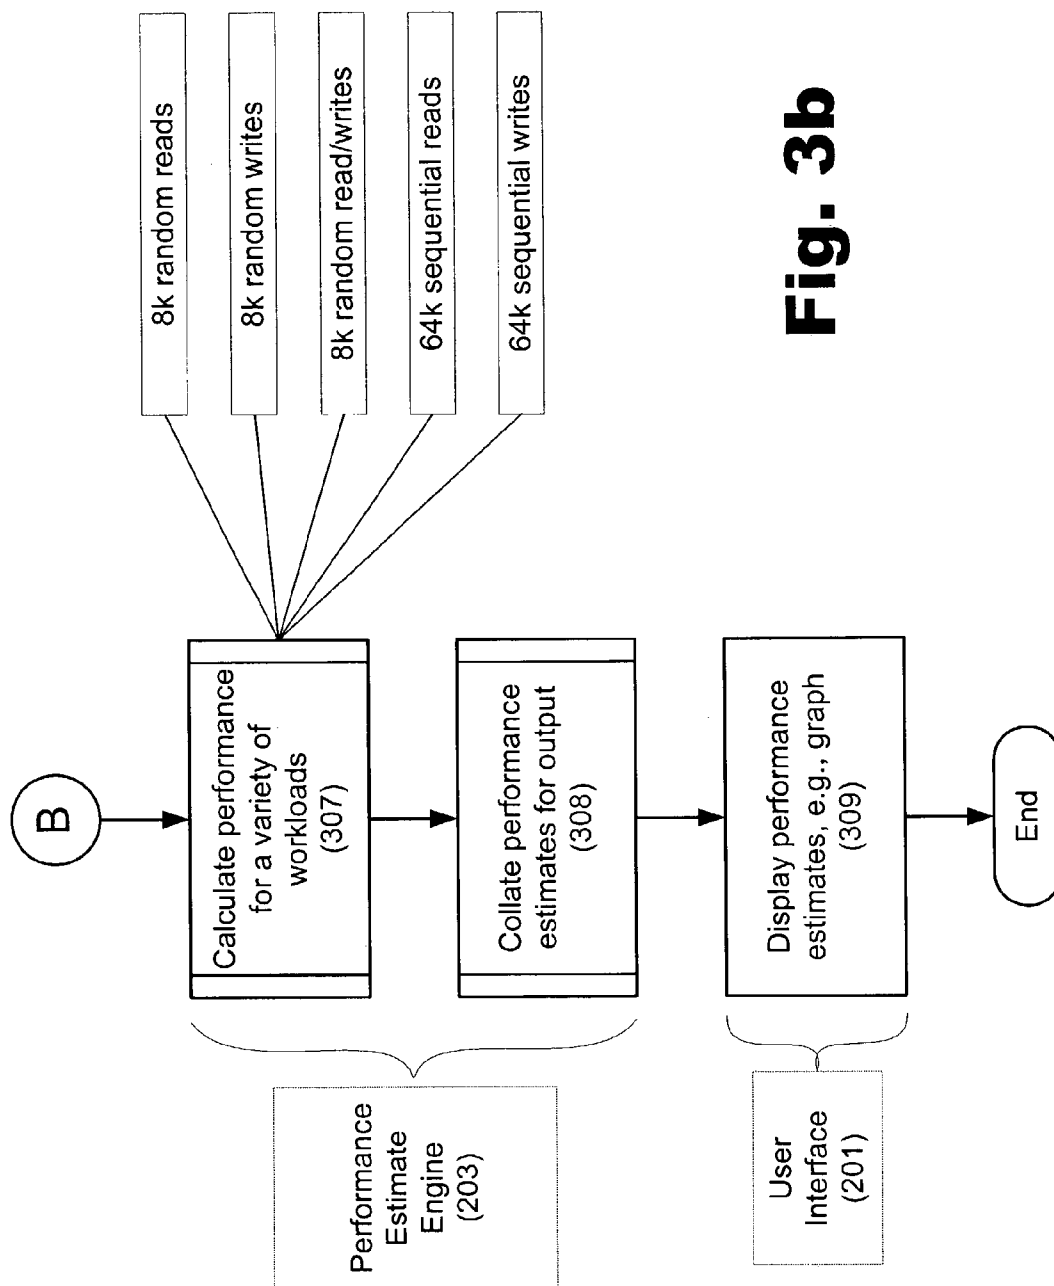 B
Calculate performance
for a variety of
workloads
(307)
8k random reads
8k random writes
8k random read/writes
64k sequential reads
64k sequential writes
Performance
Estimate
Engine
(203)
Collate performance
estimates for output
(308)
User
Interface
(201)
Display performance
estimates, e.g., graph
(309)
End
Fig. 3b